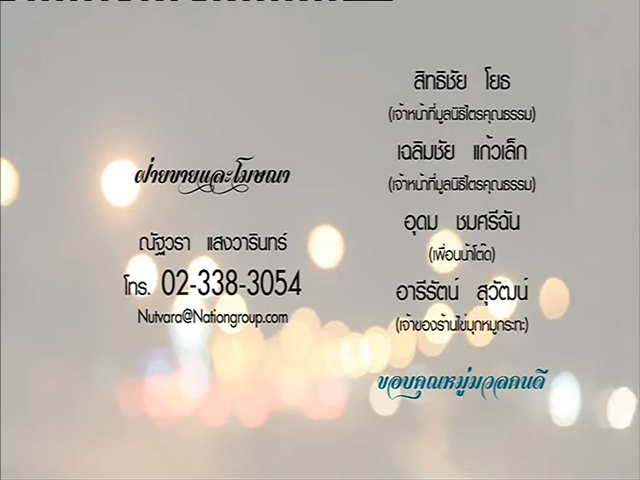 ฝ่ายขายและโฆษณา
ณัฐวรา แสงวารินทร์
โทร. 02-338-3054
Nutvara@Nationgroup.com
สิทธิชัย โยธ
(เจ้าหน้าที่มูลนิธิไตรคุณธรรม)
เฉลิมชัย แก้วเล็ก
(เจ้าหน้าที่มูลนิธิไตรคุณธรรม)
อุดม ชมศรีฉัน
(เพื่อนน้าโต๊ด)
อารีรัตน์ สุวัฒน์
(เจ้าของร้านไข่มุกหมูกระทะ)
ขอบคุณหมู่มวลคนดี